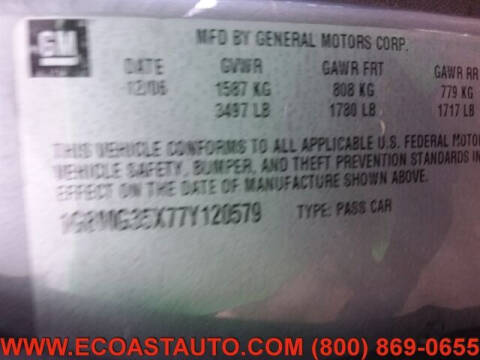 GM
MFD BY GENERAL MOTORS CORP.
DATE GVWR GAWR FRT GAWR RR
12/06 1587 KG 808 KG 779 KG
3497 LB 1780 LB 1717 LB
THIS VEHICLE CONFORMS TO ALL APPLICABLE U.S. FEDERAL MOTOR
VEHICLE SAFETY, BUMPER, AND THEFT PREVENTION STANDARDS IN
EFFECT ON THE DATE OF MANUFACTURE SHOWN ABOVE.
1G8MG35X77Y120579 TYPE: PASS CAR
WWW.ECOASTAUTO.COM (800) 869-0655